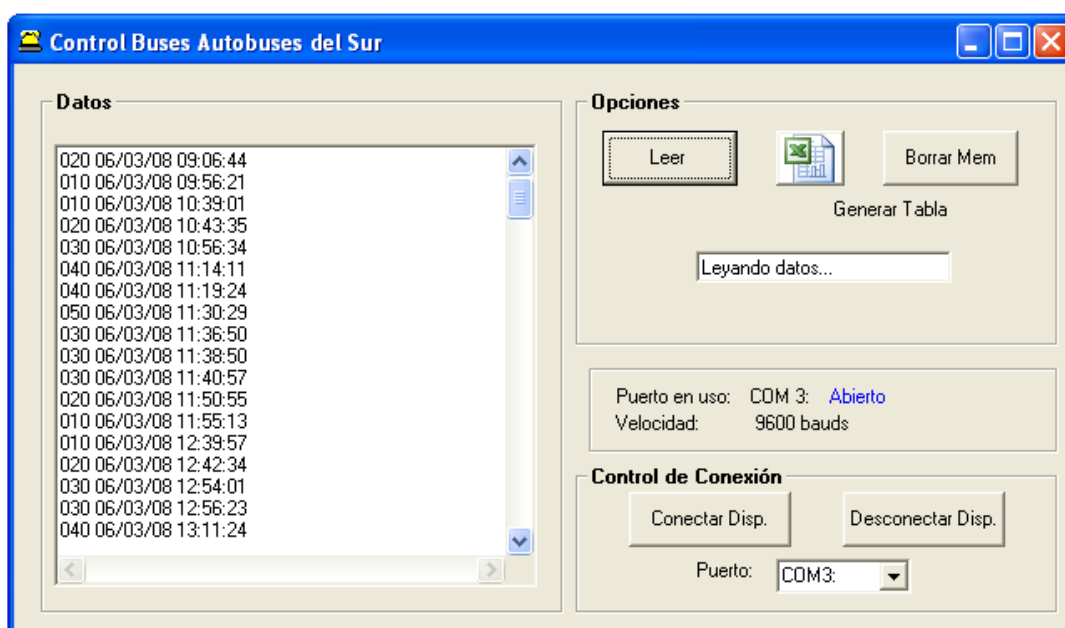 Control Buses Autobuses del Sur
Datos
020 06/03/08 09:06:44
010 06/03/08 09:56:21
010 06/03/08 10:39:01
020 06/03/08 10:43:35
030 06/03/08 10:56:34
040 06/03/08 11:14:11
040 06/03/08 11:19:24
050 06/03/08 11:30:29
030 06/03/08 11:36:50
030 06/03/08 11:38:50
030 06/03/08 11:40:57
020 06/03/08 11:50:55
010 06/03/08 11:55:13
010 06/03/08 12:39:57
020 06/03/08 12:42:34
030 06/03/08 12:54:01
030 06/03/08 12:56:23
040 06/03/08 13:11:24
Opciones
Leer
Borrar Mem
Generar Tabla
Leyando datos...
Puerto en uso: COM 3: Abierto
Velocidad: 9600 bauds
Control de Conexión
Conectar Disp.
Desconectar Disp.
Puerto: COM3: